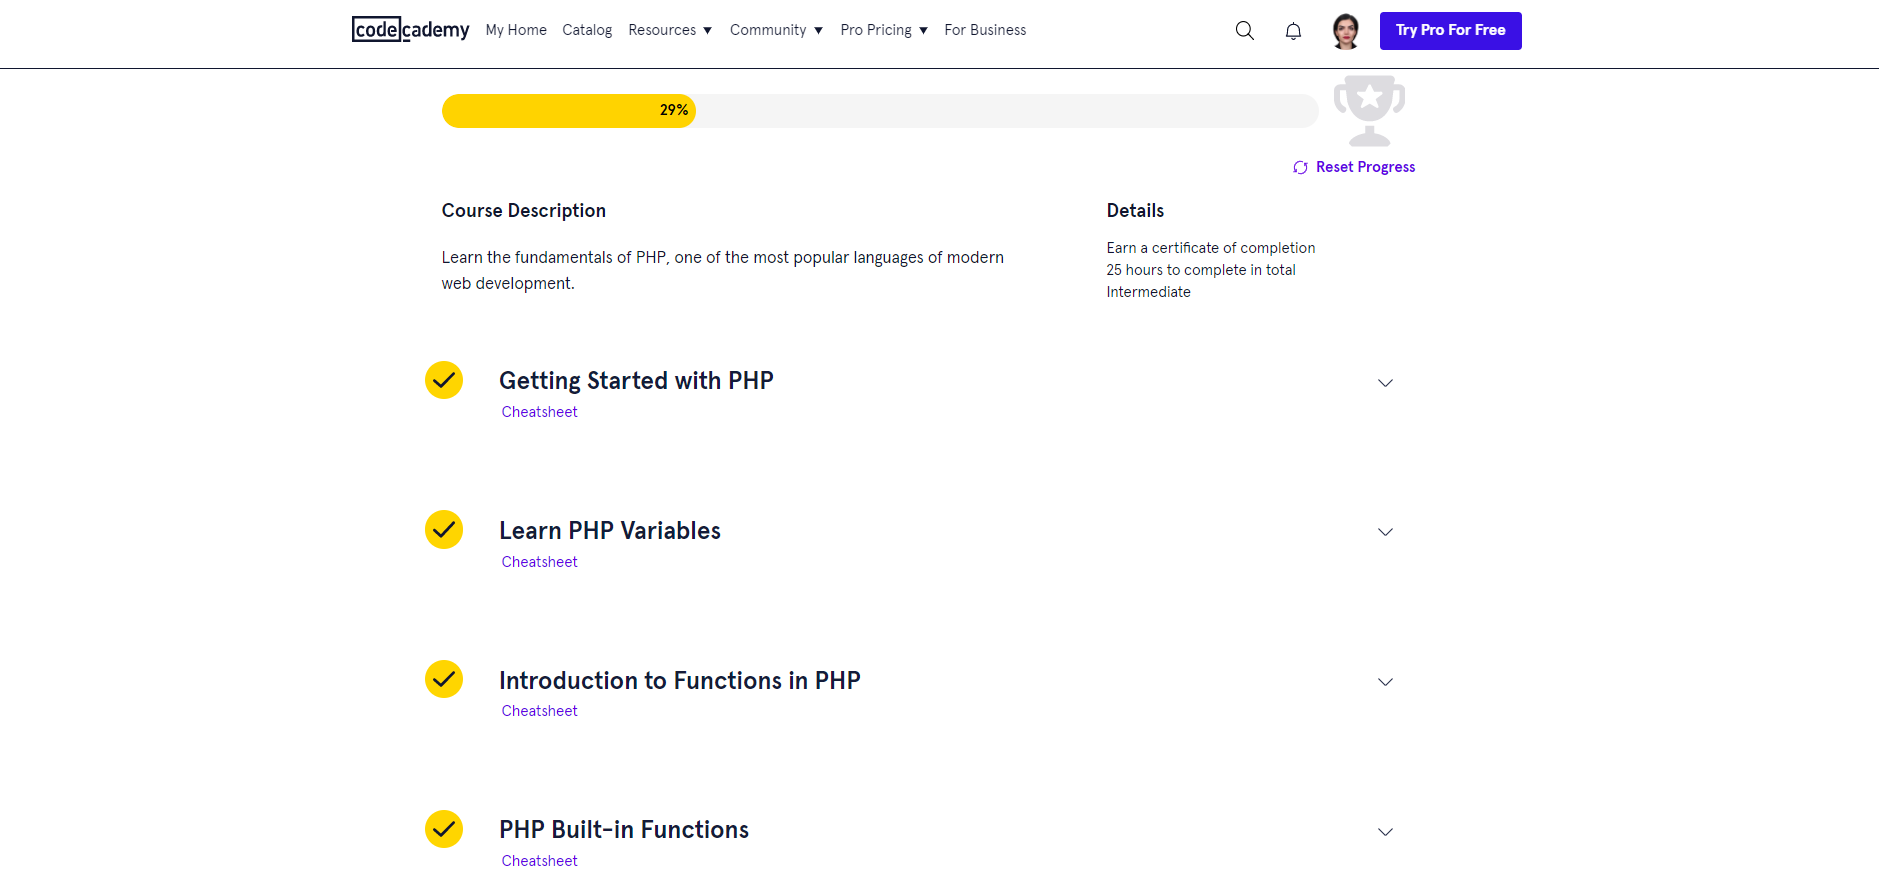 codecademy My Home Catalog Resources ▼ Community ▼ Pro Pricing ▼ For Business Try Pro For Free
29%
Reset Progress
Course Description
Learn the fundamentals of PHP, one of the most popular languages of modern
web development.
Details
Earn a certificate of completion
25 hours to complete in total
Intermediate
Getting Started with PHP
Cheatsheet
Learn PHP Variables
Cheatsheet
Introduction to Functions in PHP
Cheatsheet
PHP Built-in Functions
Cheatsheet